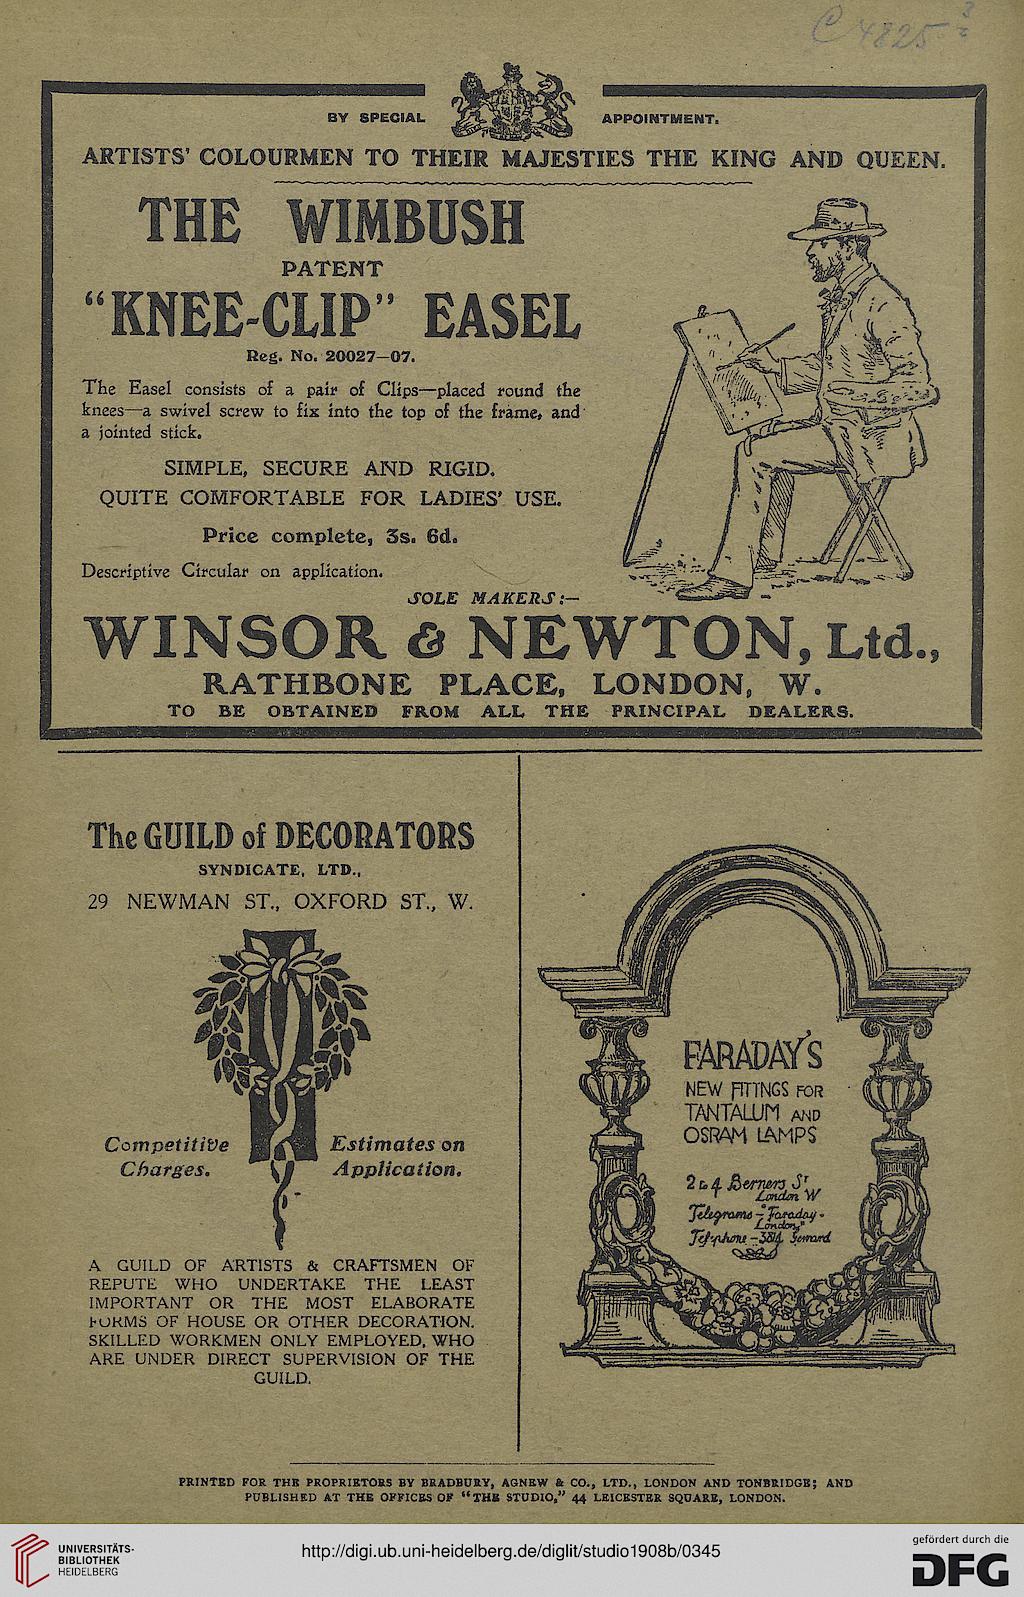 C 4825
BY SPECIAL APPOINTMENT.
ARTISTS' COLOURMEN TO THEIR MAJESTIES THE KING AND QUEEN.
THE WIMBUSH
PATENT
"KNEE-CLIP" EASEL
Reg. No. 20027—07.
The Easel consists of a pair of Clips—placed round the
knees—a swivel screw to fix into the top of the frame, and
a jointed stick.
SIMPLE, SECURE AND RIGID.
QUITE COMFORTABLE FOR LADIES' USE.
Price complete, 3s. 6d.
Descriptive Circular on application.
SOLE MAKERS:—
WINSOR & NEWTON, Ltd.,
RATHBONE PLACE, LONDON, W.
TO BE OBTAINED FROM ALL THE PRINCIPAL DEALERS.
The GUILD of DECORATORS
SYNDICATE, LTD.,
29 NEWMAN ST., OXFORD ST., W.
Competitive
Charges.
Estimates on
Application.
A GUILD OF ARTISTS & CRAFTSMEN OF
REPUTE WHO UNDERTAKE THE LEAST
IMPORTANT OR THE MOST ELABORATE
FORMS OF HOUSE OR OTHER DECORATION.
SKILLED WORKMEN ONLY EMPLOYED, WHO
ARE UNDER DIRECT SUPERVISION OF THE
GUILD.
FARADAY'S
NEW FITTINGS FOR
TANTALUM AND
OSRAM LAMPS
2 & 4 Berners St
London W
Telegrams - "Faraday -
London"
Telephone - 3814 Gerrard
PRINTED FOR THE PROPRIETORS BY BRADBURY, AGNEW & CO., LTD., LONDON AND TONBRIDGE; AND
PUBLISHED AT THE OFFICES OF "THE STUDIO," 44 LEICESTER SQUARE, LONDON.
UNIVERSITÄTS-
BIBLIOTHEK
HEIDELBERG
http://digi.ub.uni-heidelberg.de/diglit/studio1908b/0345
gefördert durch die
DFG